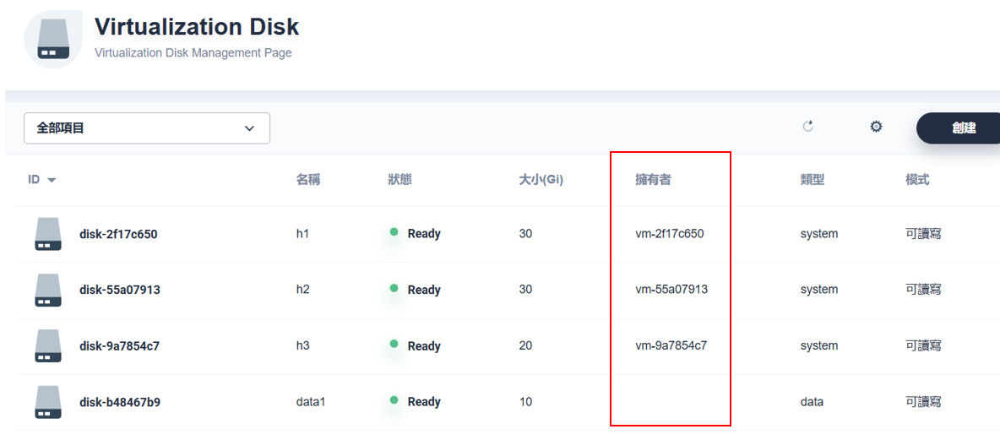 Virtualization Disk
Virtualization Disk Management Page
全部項目 創建
ID 名稱 狀態 大小(Gi) 擁有者 類型 模式
disk-2f17c650 h1 Ready 30 vm-2f17c650 system 可讀寫
disk-55a07913 h2 Ready 30 vm-55a07913 system 可讀寫
disk-9a7854c7 h3 Ready 20 vm-9a7854c7 system 可讀寫
disk-b48467b9 data1 Ready 10 data 可讀寫